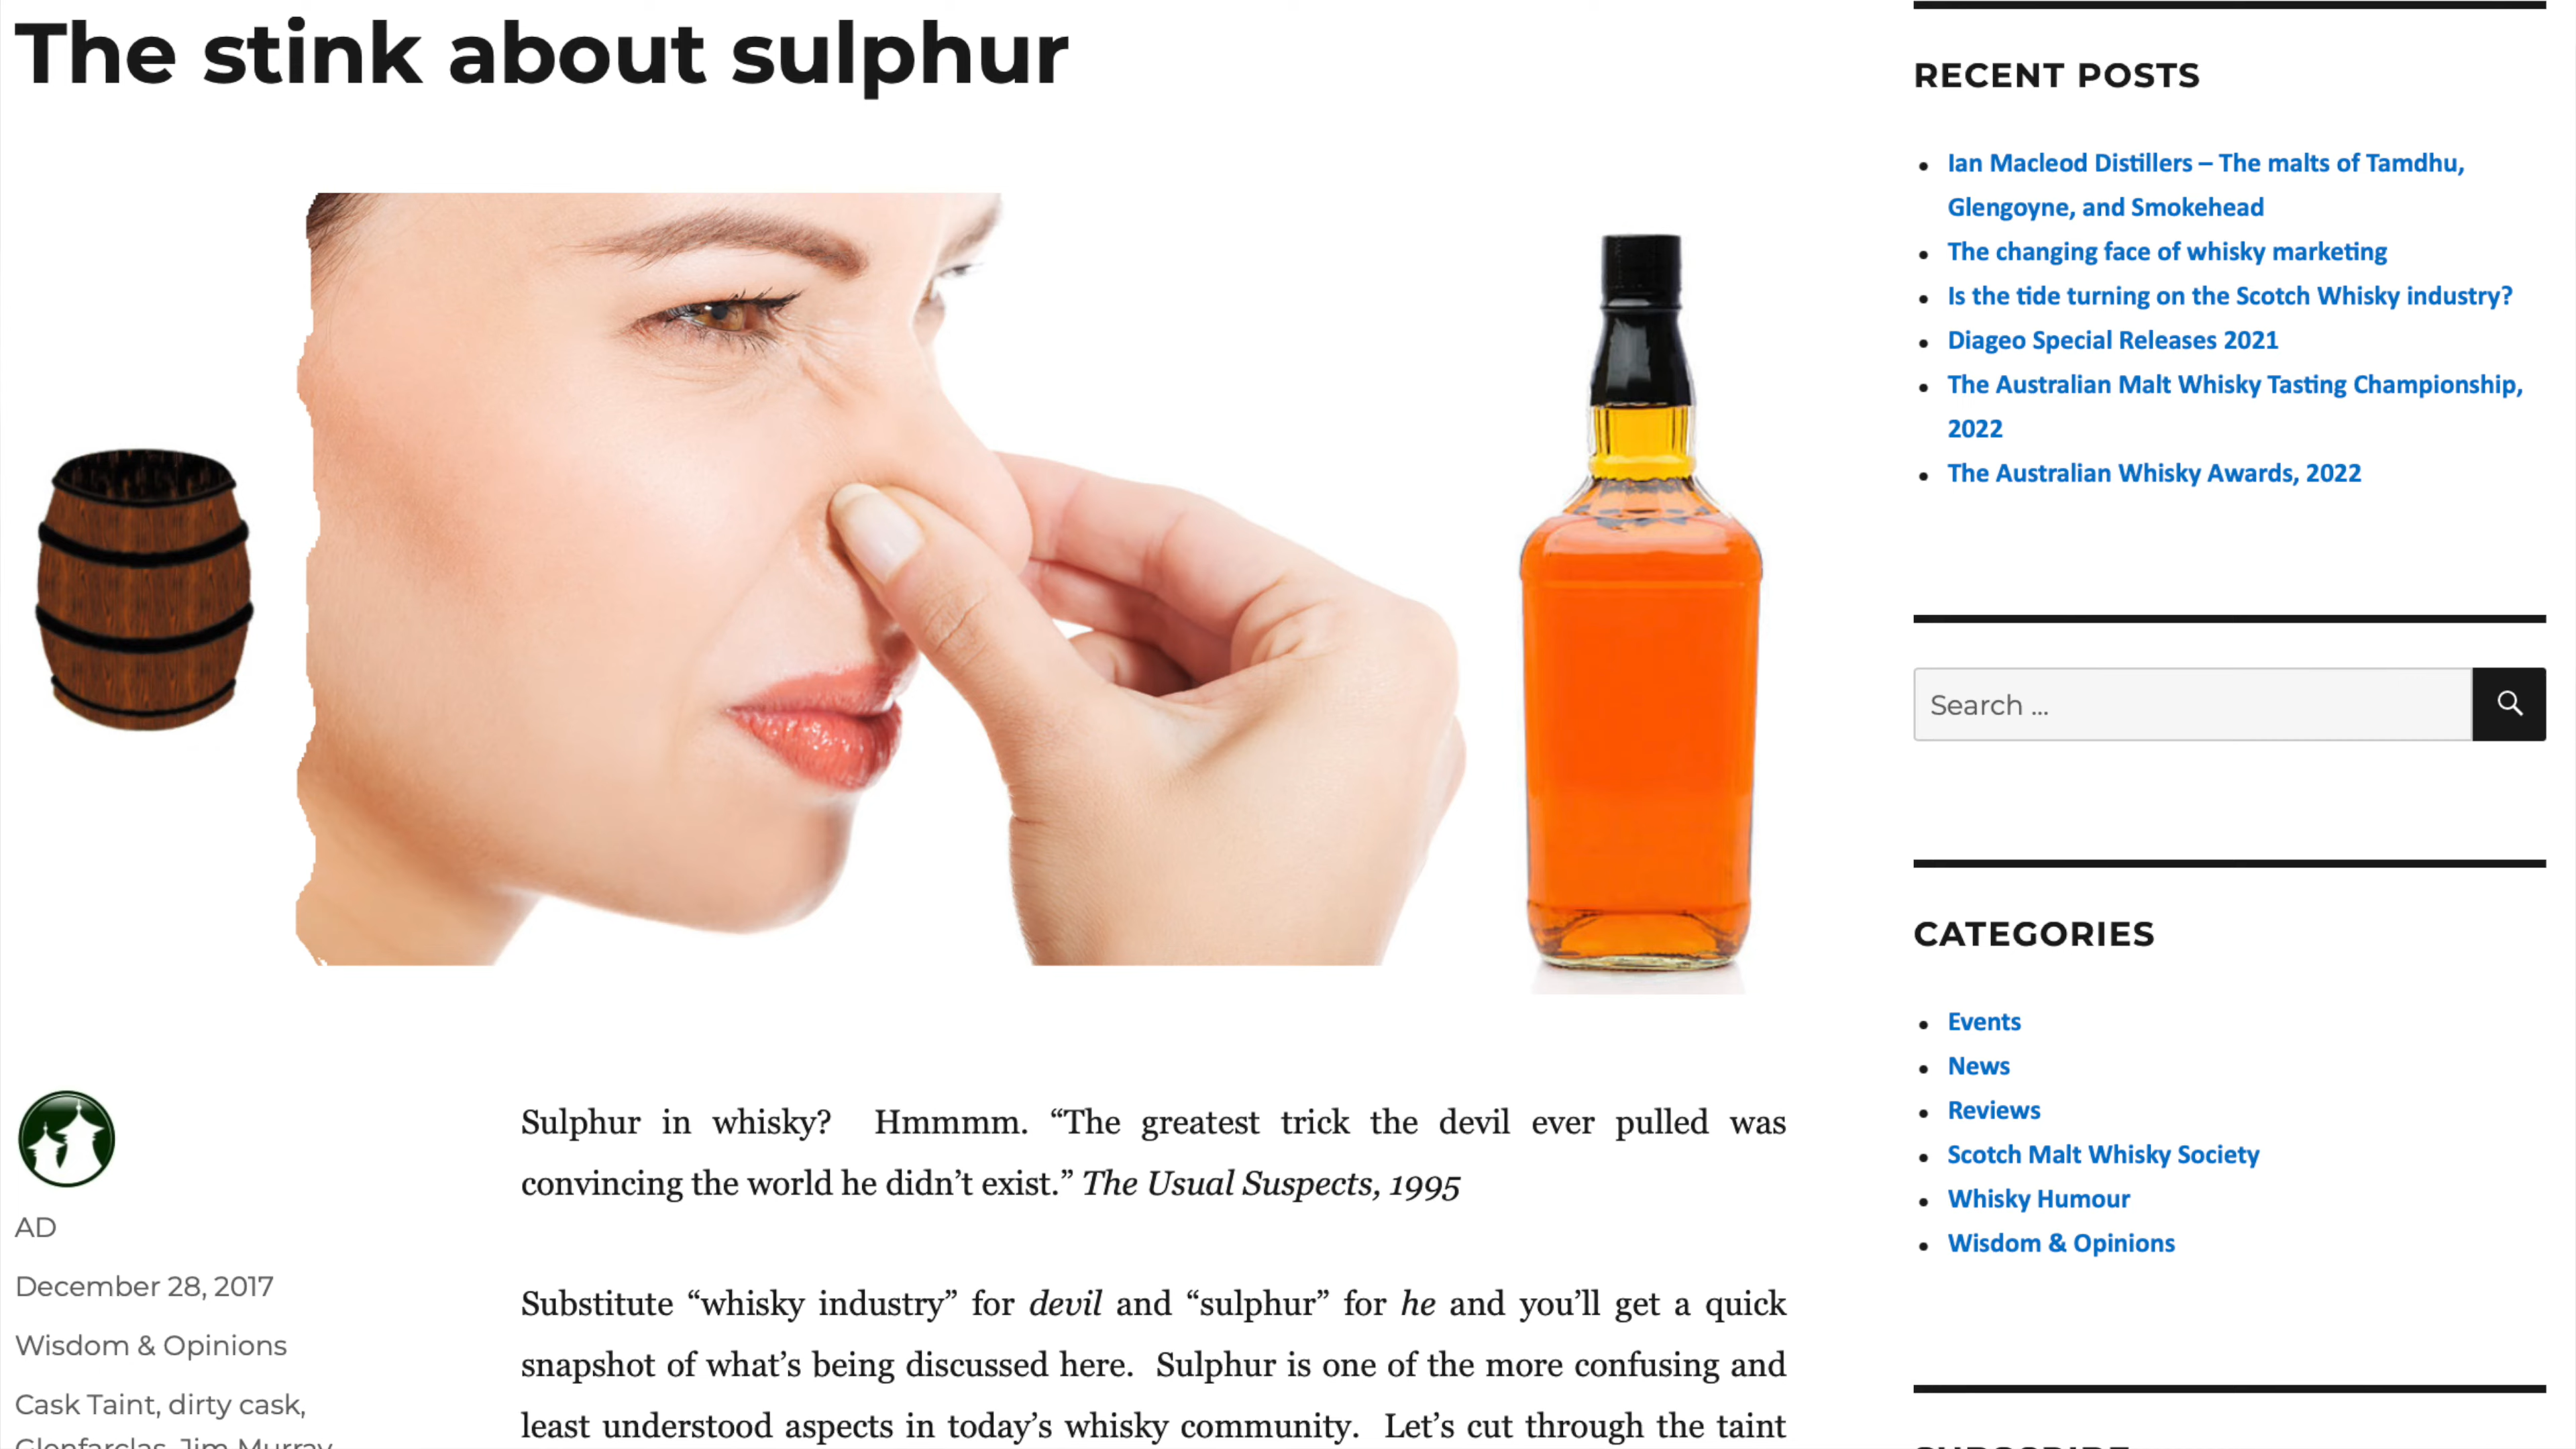 The stink about sulphur
AD
December 28, 2017
Wisdom & Opinions
Cask Taint, dirty cask,
Glenfarclas, Jim Murray,
Sulphur in whisky?  Hmmmm. “The greatest trick the devil ever pulled was
convincing the world he didn’t exist.” The Usual Suspects, 1995
Substitute “whisky industry” for devil and “sulphur” for he and you’ll get a quick
snapshot of what’s being discussed here.  Sulphur is one of the more confusing and
least understood aspects in today’s whisky community.  Let’s cut through the taint
RECENT POSTS
Ian Macleod Distillers – The malts of Tamdhu,
Glengoyne, and Smokehead
The changing face of whisky marketing
Is the tide turning on the Scotch Whisky industry?
Diageo Special Releases 2021
The Australian Malt Whisky Tasting Championship,
2022
The Australian Whisky Awards, 2022
Search ...
CATEGORIES
Events
News
Reviews
Scotch Malt Whisky Society
Whisky Humour
Wisdom & Opinions
SUBSCRIBE